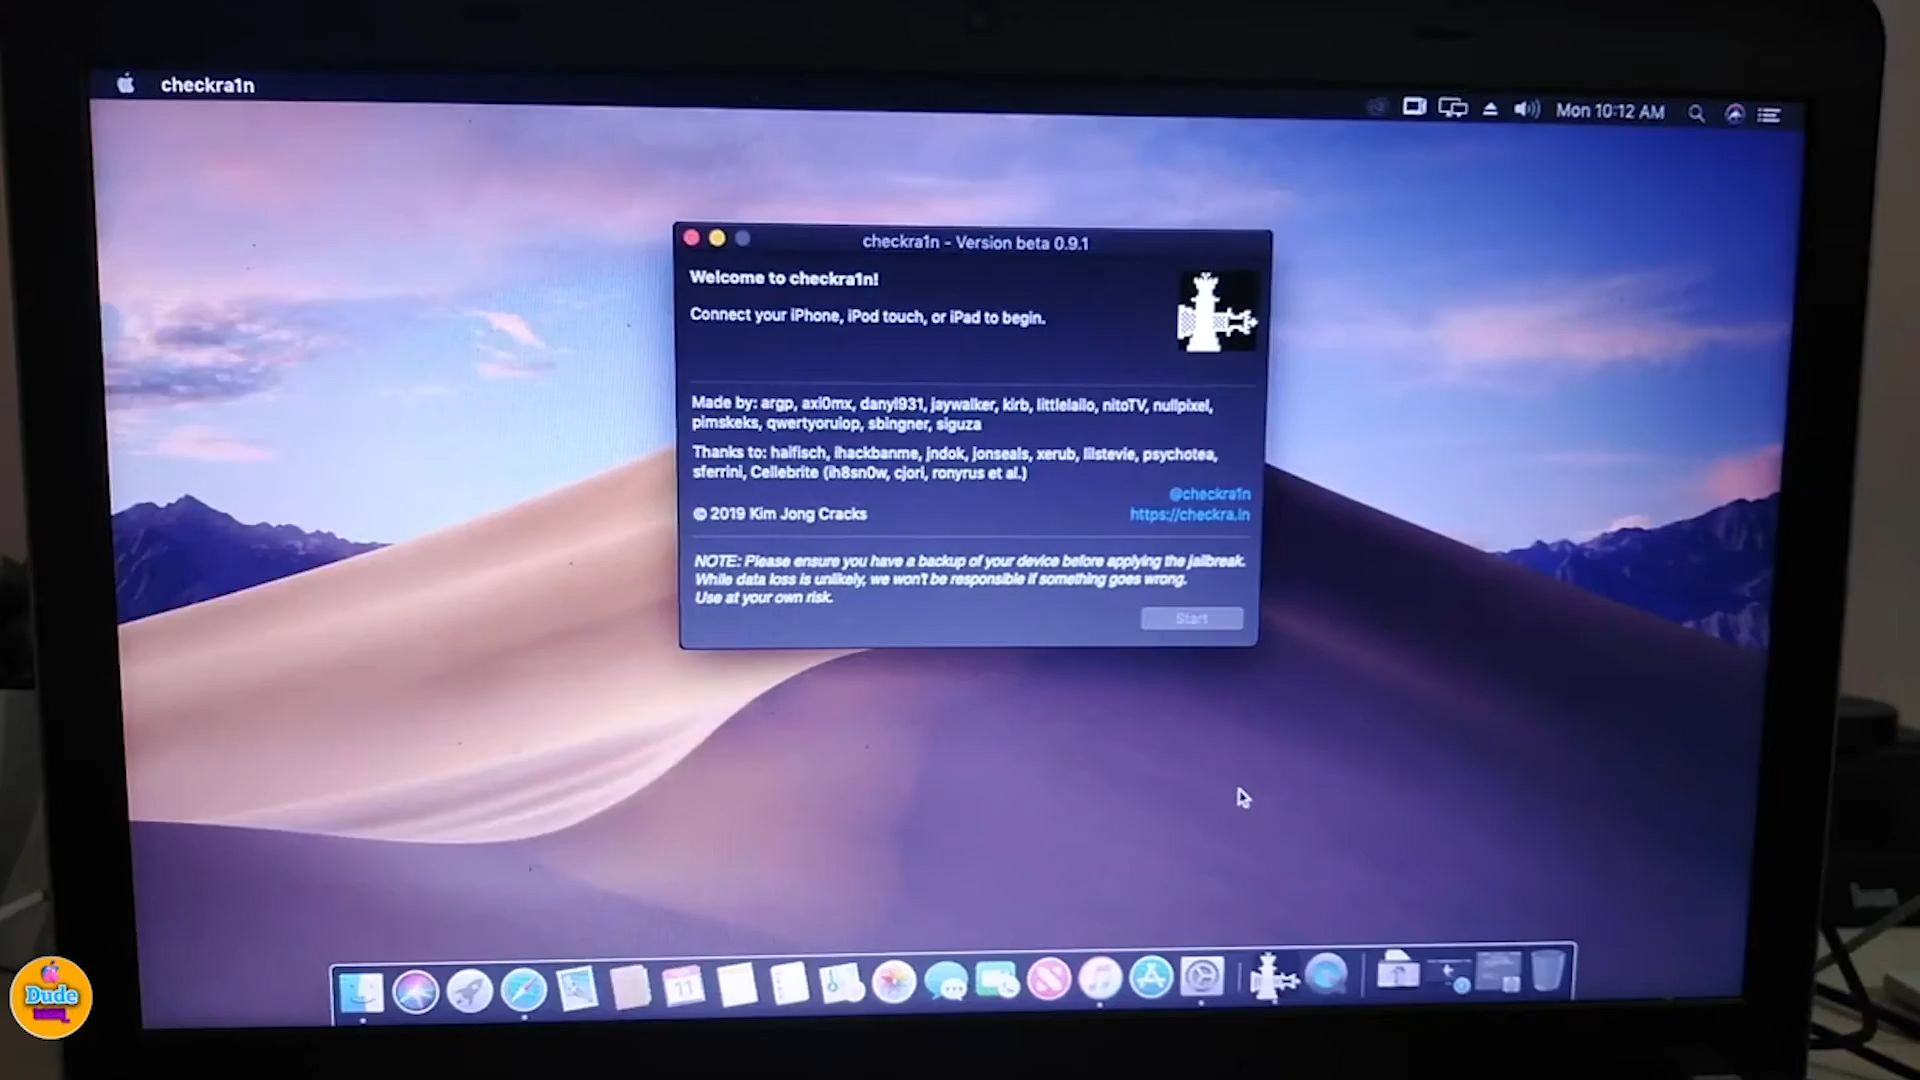 checkra1n
Mon 10:12 AM
checkra1n - Version beta 0.9.1
Welcome to checkra1n!
Connect your iPhone, iPod touch, or iPad to begin.
Made by: argp, axi0mx, danyl931, jaywalker, kirb, littlelailo, nitoTV, nullpixel,
pimskeks, qwertyoruiop, sbingner, siguza
Thanks to: haifisch, ihackbanme, jndok, jonseals, xerub, lilstevie, psychotea,
sferrini, Cellebrite (ih8sn0w, cjori, ronyrus et al.)
@checkra1n
© 2019 Kim Jong Cracks
https://checkra.in
NOTE: Please ensure you have a backup of your device before applying the jailbreak.
While data loss is unlikely, we won't be responsible if something goes wrong.
Use at your own risk.
Start
11
Dude